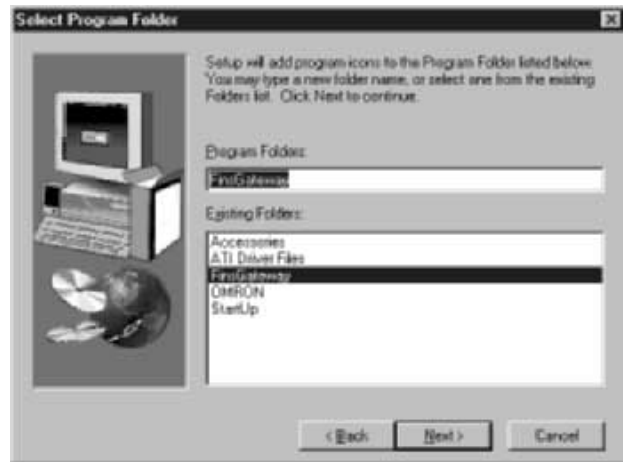 Select Program Folder
Setup will add program icons to the Program Folder listed below.
You may type a new folder name, or select one from the existing
Folders list. Click Next to continue.
Program Folders:
FinsGateway
Existing Folders:
Accessories
ATI Driver Files
FinsGateway
OMRON
StartUp
< Back
Next >
Cancel